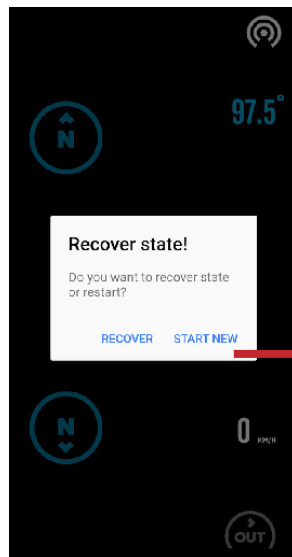 97.5°
N
Recover state!
Do you want to recover state
or restart?
RECOVER START NEW
N
0 KM/H
OUT